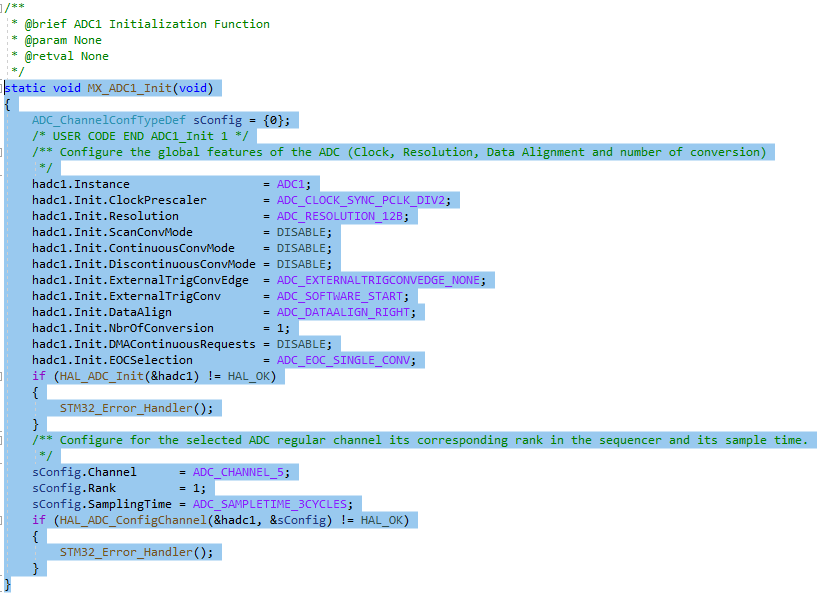 /**
 * @brief ADC1 Initialization Function
 * @param None
 * @retval None
 */
static void MX_ADC1_Init(void)
{
    ADC_ChannelConfTypeDef sConfig = {0};
    /* USER CODE END ADC1_Init 1 */
    /** Configure the global features of the ADC (Clock, Resolution, Data Alignment and number of conversion)
     */
    hadc1.Instance                   = ADC1;
    hadc1.Init.ClockPrescaler        = ADC_CLOCK_SYNC_PCLK_DIV2;
    hadc1.Init.Resolution            = ADC_RESOLUTION_12B;
    hadc1.Init.ScanConvMode          = DISABLE;
    hadc1.Init.ContinuousConvMode    = DISABLE;
    hadc1.Init.DiscontinuousConvMode = DISABLE;
    hadc1.Init.ExternalTrigConvEdge  = ADC_EXTERNALTRIGCONVEDGE_NONE;
    hadc1.Init.ExternalTrigConv      = ADC_SOFTWARE_START;
    hadc1.Init.DataAlign             = ADC_DATAALIGN_RIGHT;
    hadc1.Init.NbrOfConversion       = 1;
    hadc1.Init.DMAContinuousRequests = DISABLE;
    hadc1.Init.EOCSelection          = ADC_EOC_SINGLE_CONV;
    if (HAL_ADC_Init(&hadc1) != HAL_OK)
    {
        STM32_Error_Handler();
    }
    /** Configure for the selected ADC regular channel its corresponding rank in the sequencer and its sample time.
     */
    sConfig.Channel      = ADC_CHANNEL_5;
    sConfig.Rank         = 1;
    sConfig.SamplingTime = ADC_SAMPLETIME_3CYCLES;
    if (HAL_ADC_ConfigChannel(&hadc1, &sConfig) != HAL_OK)
    {
        STM32_Error_Handler();
    }
}